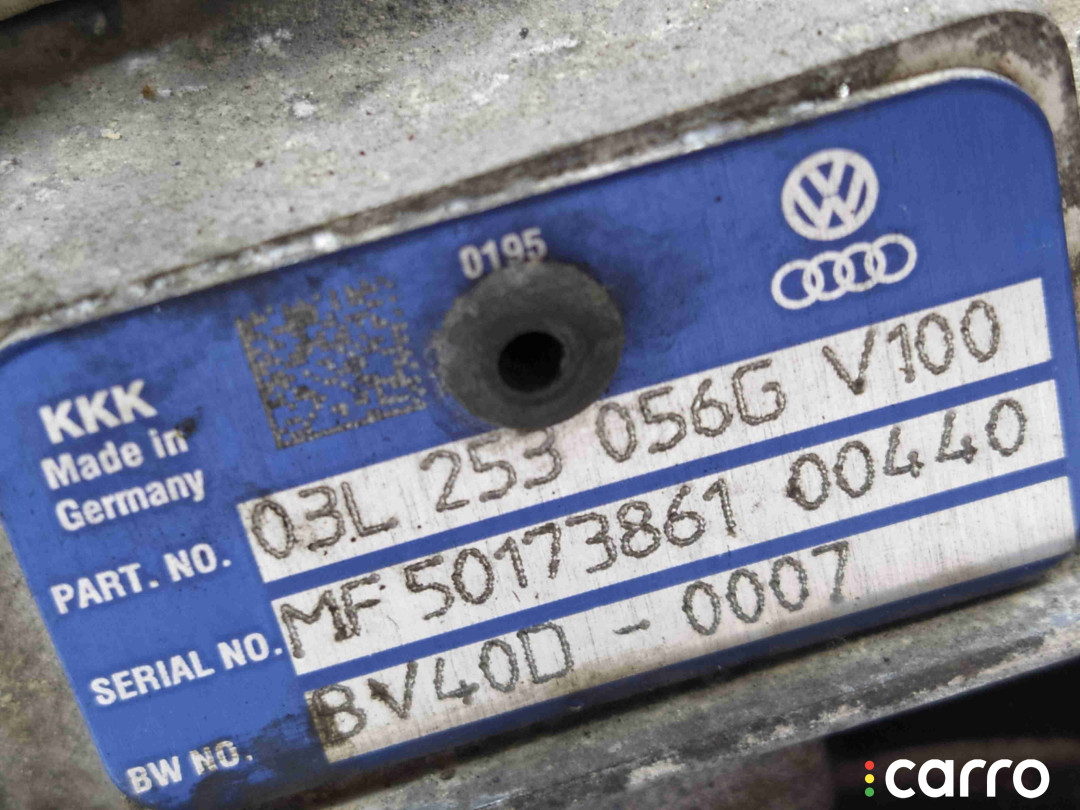 0195
KKK
Made in
Germany
PART. NO. 03L 253 056G V100
SERIAL NO. MF 50173861 00440
BW NO. BV40D - 0007
carro